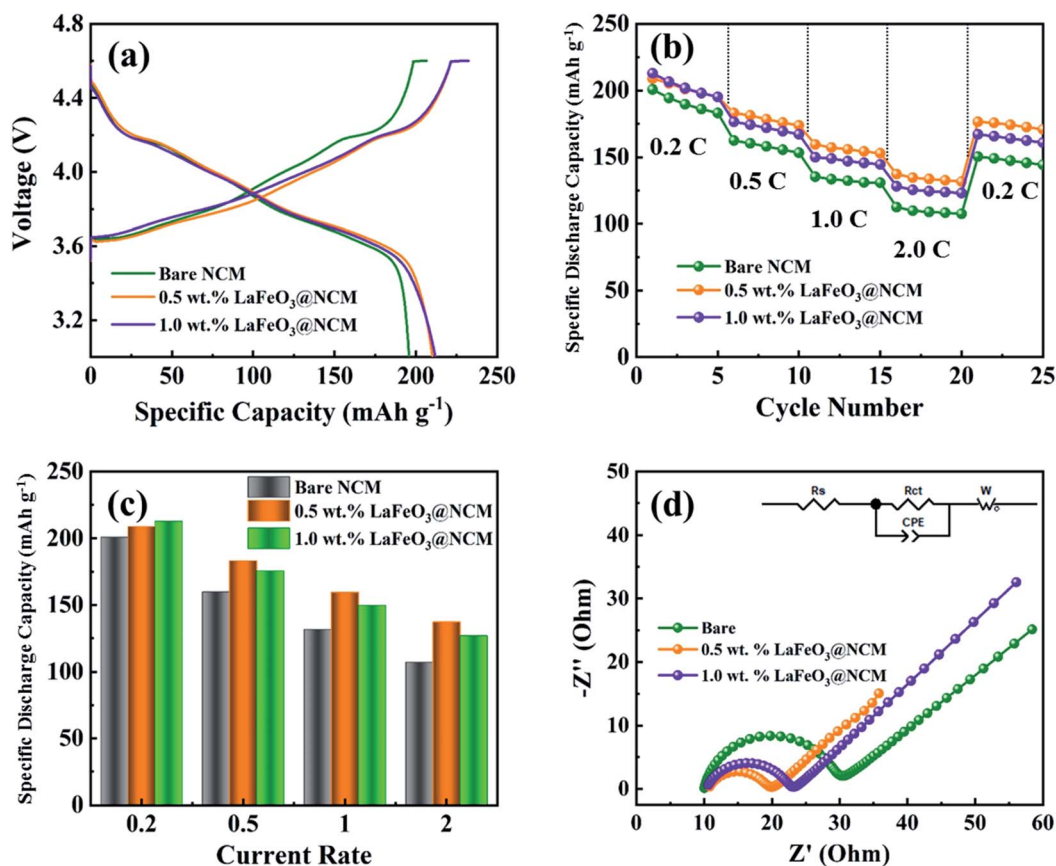 (a)
4.8
4.4
4.0
3.6
3.2
Voltage (V)
Bare NCM
0.5 wt.% LaFeO₃@NCM
1.0 wt.% LaFeO₃@NCM
0 50 100 150 200 250
Specific Capacity (mAh g⁻¹)
(b)
250
200
150
100
50
0
Specific Discharge Capacity (mAh g⁻¹)
0.2 C
0.5 C
1.0 C
2.0 C
0.2 C
Bare NCM
0.5 wt.% LaFeO₃@NCM
1.0 wt.% LaFeO₃@NCM
0 5 10 15 20 25
Cycle Number
(c)
250
200
150
100
50
0
Specific Discharge Capacity (mAh g⁻¹)
Bare NCM
0.5 wt.% LaFeO₃@NCM
1.0 wt.% LaFeO₃@NCM
0.2 0.5 1 2
Current Rate
(d)
50
40
30
20
10
0
-Z'' (Ohm)
Rs Rct W
CPE
Bare
0.5 wt. % LaFeO₃@NCM
1.0 wt. % LaFeO₃@NCM
0 10 20 30 40 50 60
Z' (Ohm)